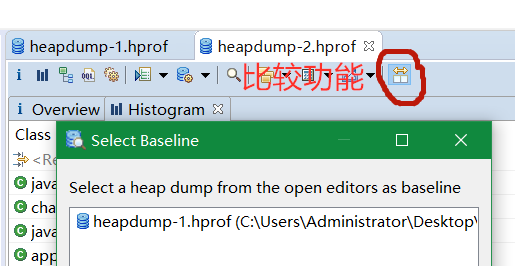 heapdump-1.hprof
heapdump-2.hprof
OQL
比较功能
Overview
Histogram
Class
Select Baseline
<Re
Select a heap dump from the open editors as baseline
java
heapdump-1.hprof (C:\Users\Administrator\Desktop\
cha
java
app